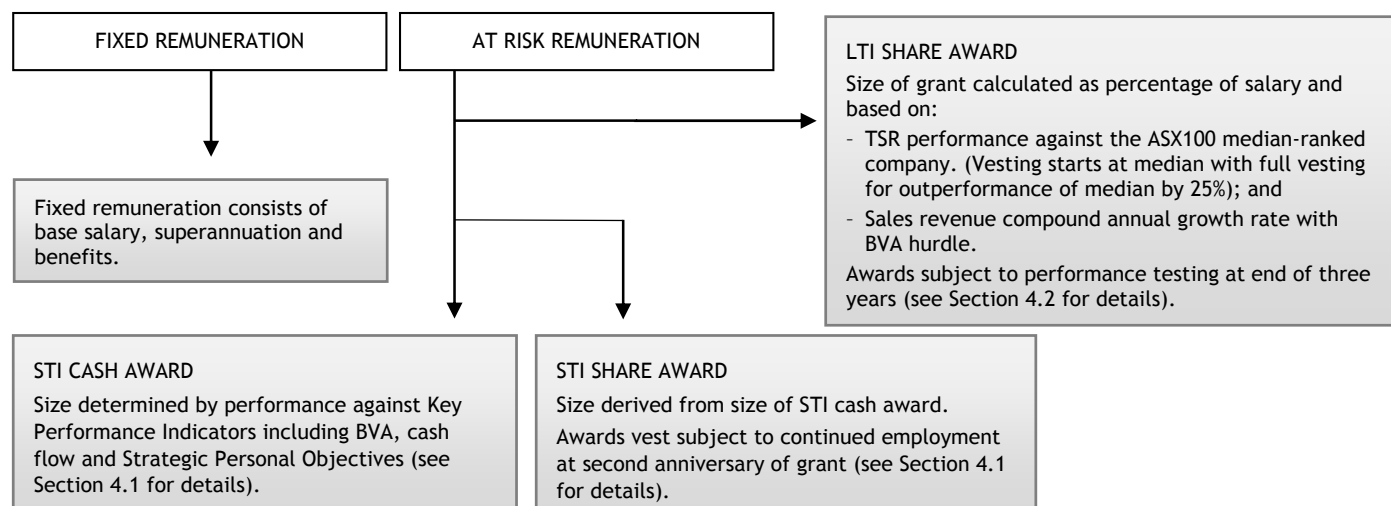 FIXED REMUNERATION
AT RISK REMUNERATION
LTI SHARE AWARD
Size of grant calculated as percentage of salary and
based on:
- TSR performance against the ASX100 median-ranked
company. (Vesting starts at median with full vesting
for outperformance of median by 25%); and
- Sales revenue compound annual growth rate with
BVA hurdle.
Awards subject to performance testing at end of three
years (see Section 4.2 for details).
Fixed remuneration consists of
base salary, superannuation and
benefits.
STI CASH AWARD
Size determined by performance against Key
Performance Indicators including BVA, cash
flow and Strategic Personal Objectives (see
Section 4.1 for details).
STI SHARE AWARD
Size derived from size of STI cash award.
Awards vest subject to continued employment
at second anniversary of grant (see Section 4.1
for details).